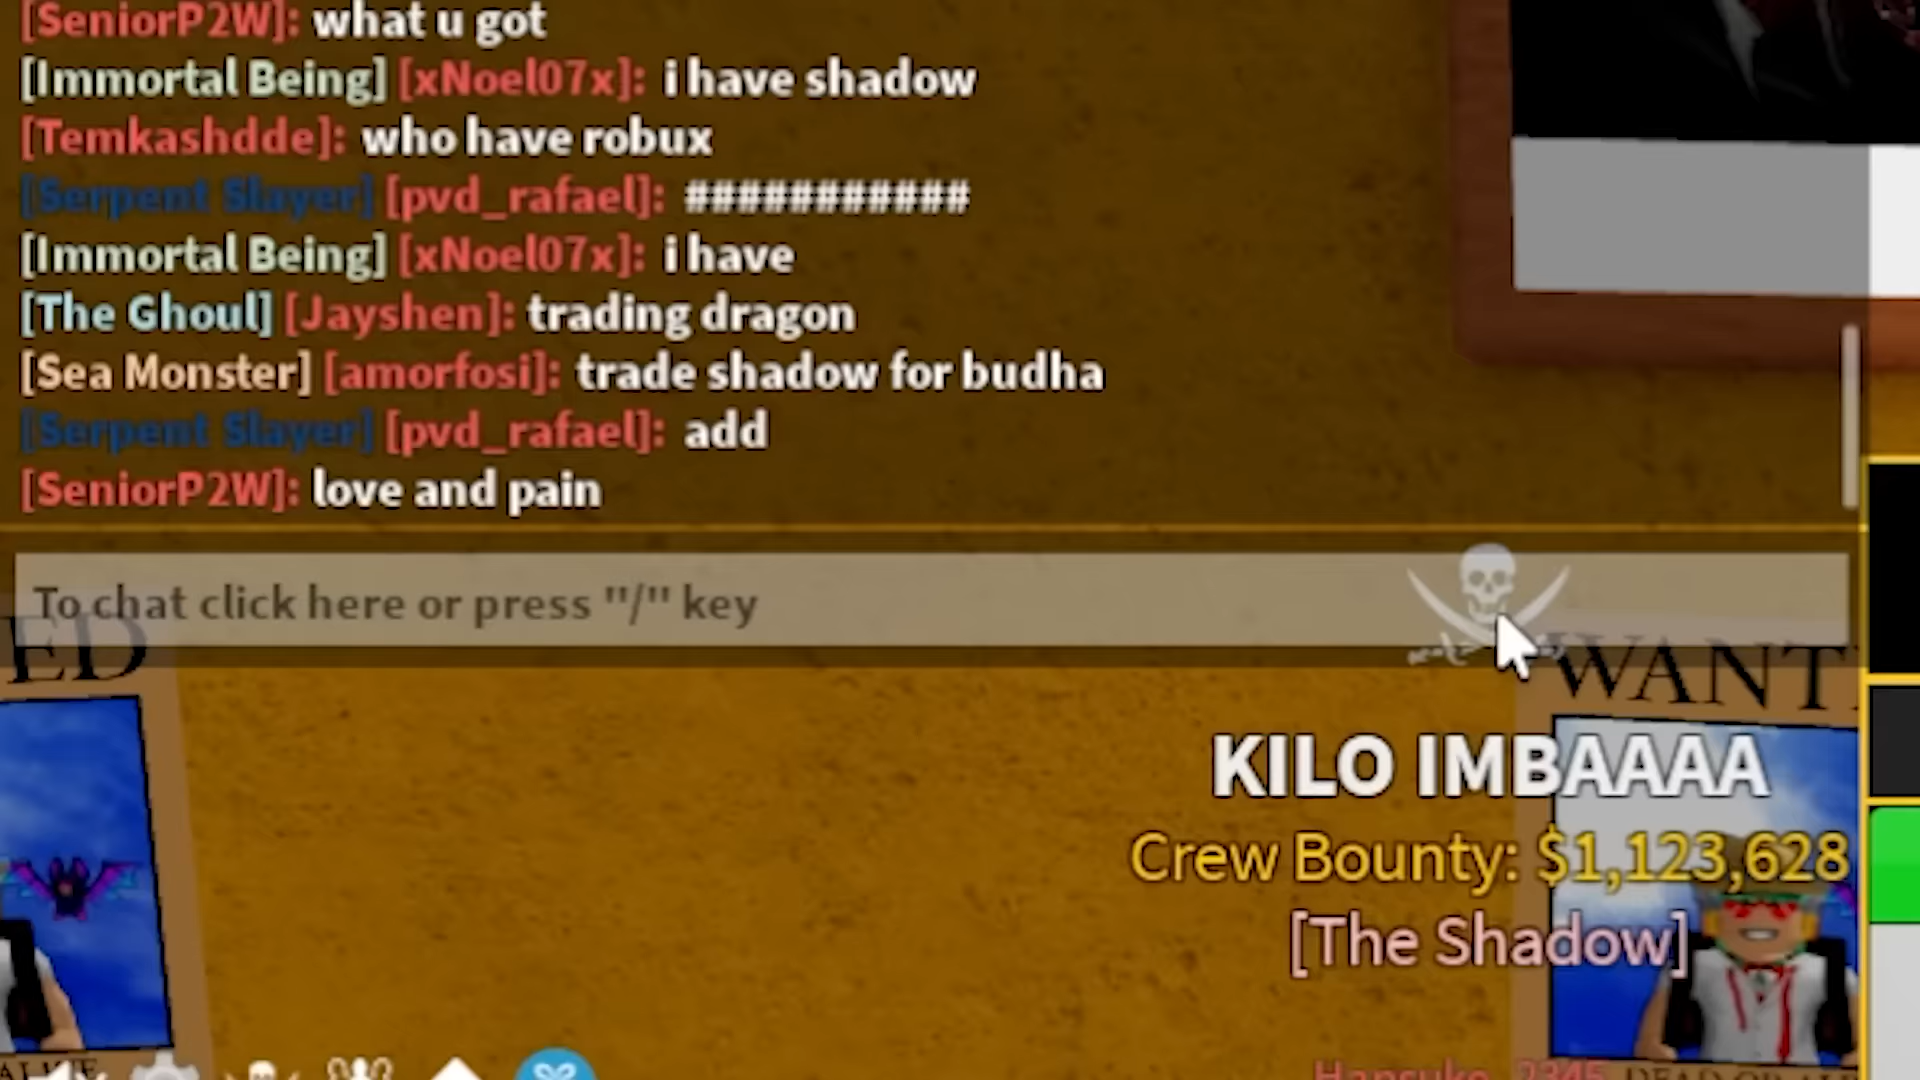 [SeniorP2W]: what u got
[Immortal Being] [xNoel07x]: i have shadow
[Temkashdde]: who have robux
[Serpent Slayer] [pvd_rafael]: ###########
[Immortal Being] [xNoel07x]: i have
[The Ghoul] [Jayshen]: trading dragon
[Sea Monster] [amorfosi]: trade shadow for budha
[Serpent Slayer] [pvd_rafael]: add
[SeniorP2W]: love and pain
To chat click here or press "/" key
ED
WANT
KILO IMBAAAA
Crew Bounty: $1,123,628
[The Shadow]